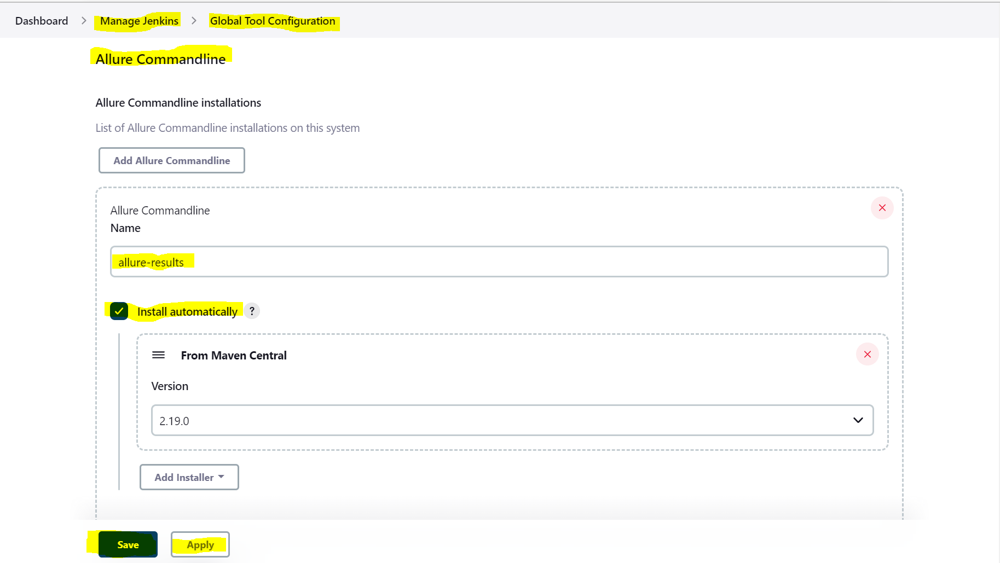 Dashboard > Manage Jenkins > Global Tool Configuration
Allure Commandline
Allure Commandline installations
List of Allure Commandline installations on this system
Add Allure Commandline
Allure Commandline
Name
allure-results
Install automatically ?
From Maven Central
Version
2.19.0
Add Installer
Save Apply